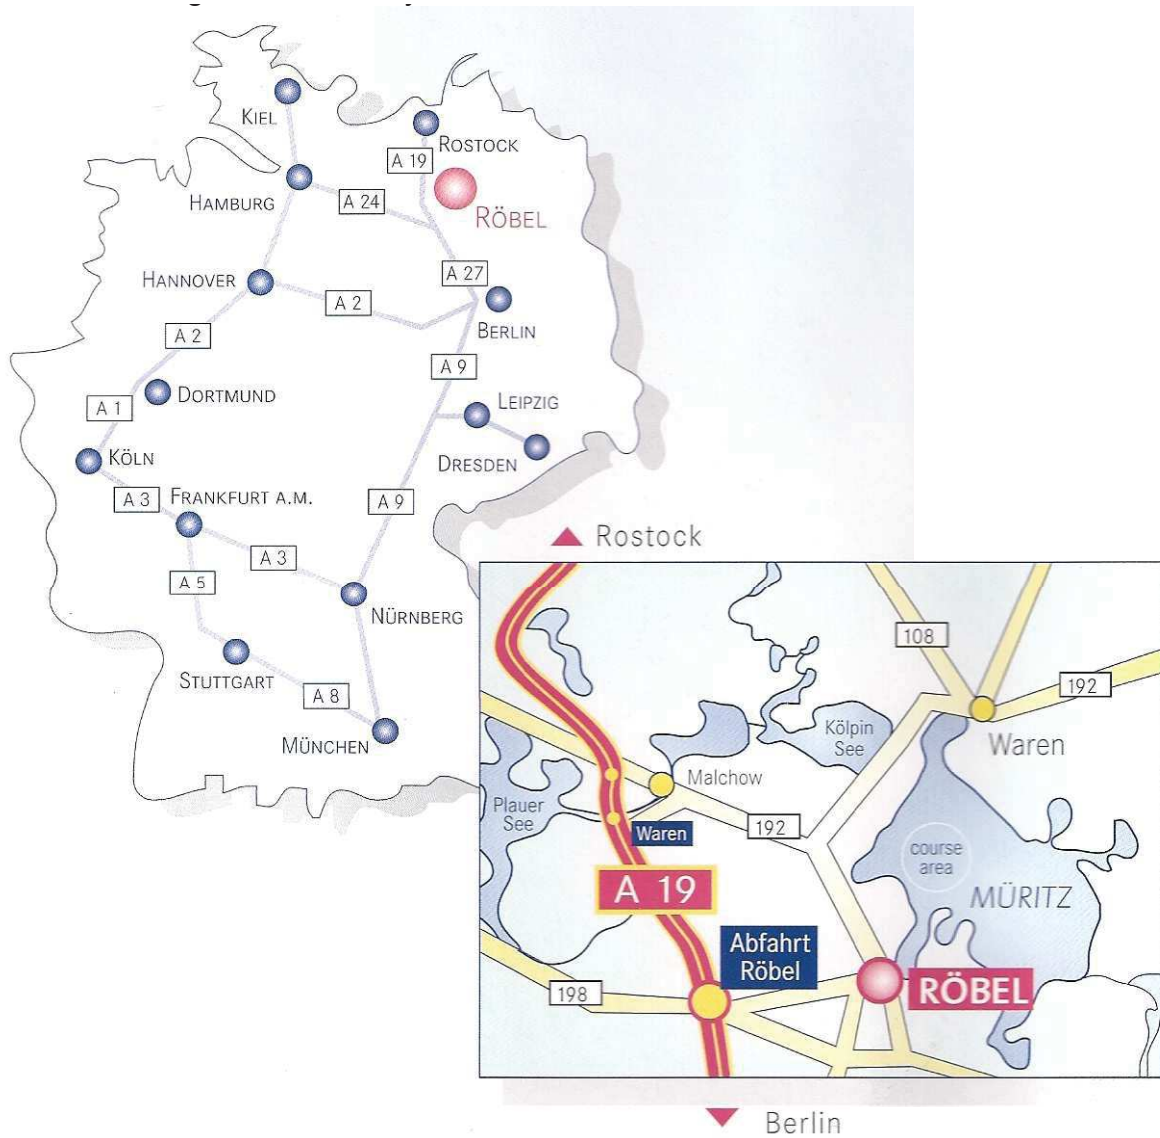 KIEL
ROSTOCK
A 19
HAMBURG
A 24
RÖBEL
HANNOVER
A 27
A 2
BERLIN
A 2
A 9
DORTMUND
LEIPZIG
A 1
KÖLN
DRESDEN
A 3
FRANKFURT A.M.
A 9
A 3
A 5
NÜRNBERG
STUTTGART
A 8
MÜNCHEN
Rostock
108
192
Kölpin
See
Waren
Malchow
Plauer
See
Waren
192
course
area
A 19
MÜRITZ
Abfahrt
Röbel
198
RÖBEL
Berlin